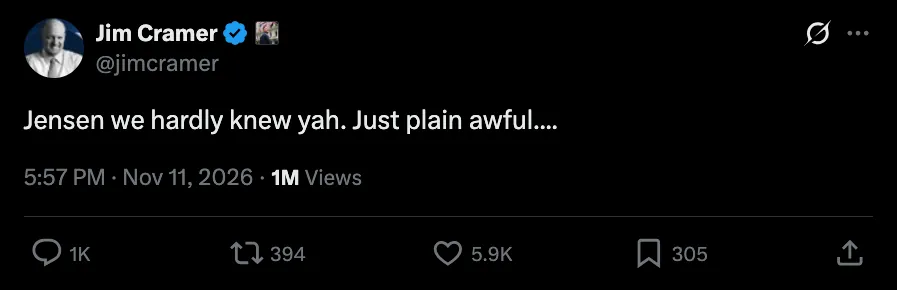 Jim Cramer
@jimcramer
Jensen we hardly knew yah. Just plain awful....
5:57 PM · Nov 11, 2026 · 1M Views
1K 394 5.9K 305